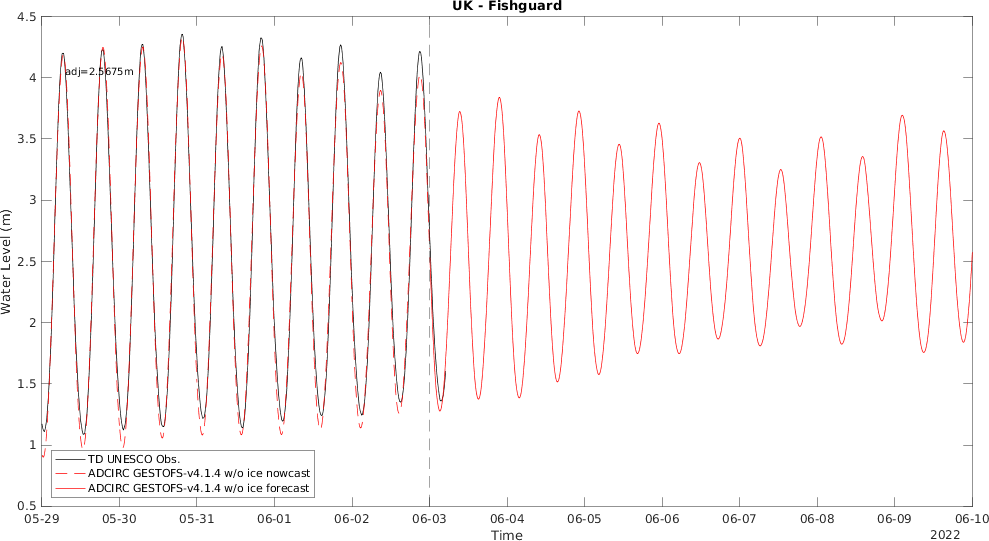 UK - Fishguard
4.5
4
3.5
3
2.5
2
1.5
1
0.5
Water Level (m)
adj=2.5675m
TD UNESCO Obs.
ADCIRC GESTOFS-v4.1.4 w/o ice nowcast
ADCIRC GESTOFS-v4.1.4 w/o ice forecast
05-29 05-30 05-31 06-01 06-02 06-03 06-04 06-05 06-06 06-07 06-08 06-09 06-10
Time
2022